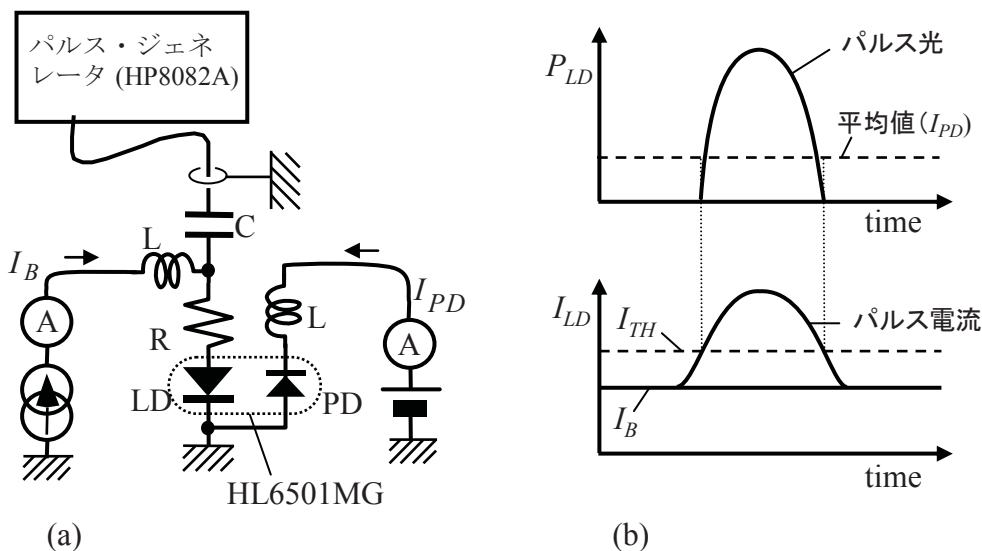 パルス・ジェネ
レータ (HP8082A)
C
L
I_B
A
R
LD
L
I_PD
A
PD
HL6501MG
(a)
P_LD
パルス光
平均値(I_PD)
time
I_LD
I_TH
パルス電流
I_B
time
(b)